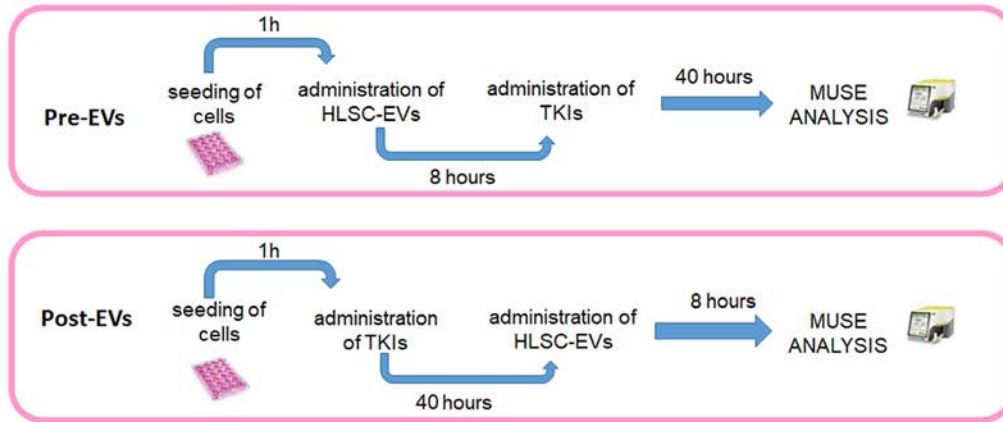 1h
seeding of
cells
administration of
HLSC-EVs
administration of
TKIs
40 hours
MUSE
ANALYSIS
Pre-EVs
8 hours
1h
seeding of
cells
administration
of TKIs
administration of
HLSC-EVs
8 hours
MUSE
ANALYSIS
Post-EVs
40 hours